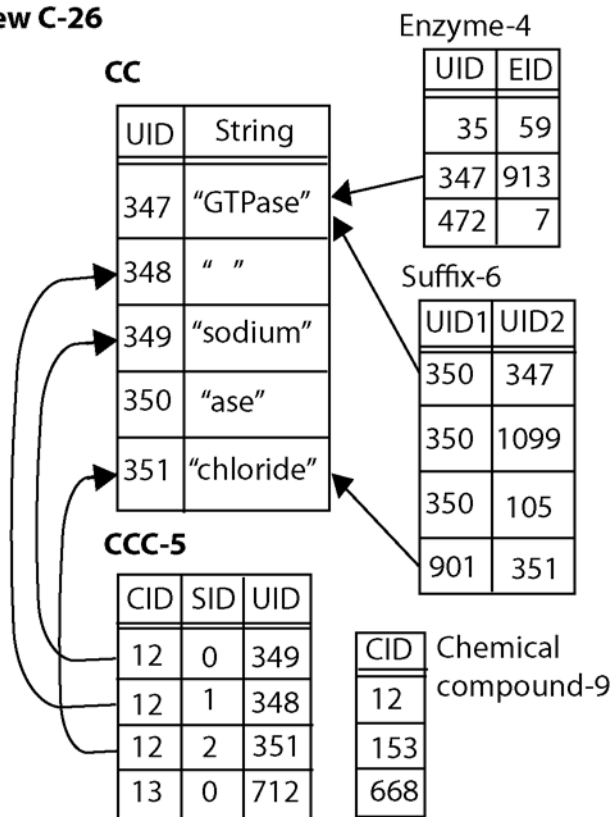 ew C-26
CC
UID String
347 “GTPase”
348 “ ”
349 “sodium”
350 “ase”
351 “chloride”
Enzyme-4
UID EID
35 59
347 913
472 7
Suffix-6
UID1 UID2
350 347
350 1099
350 105
901 351
CCC-5
CID SID UID
12 0 349
12 1 348
12 2 351
13 0 712
CID
12
153
668
Chemical
compound-9